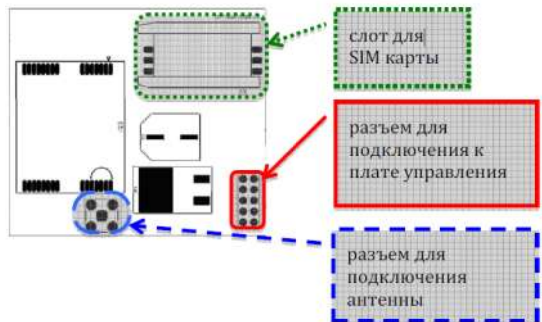 слот для
SIM карты
разъем для
подключения к
плате управления
разъем для
подключения
антенны